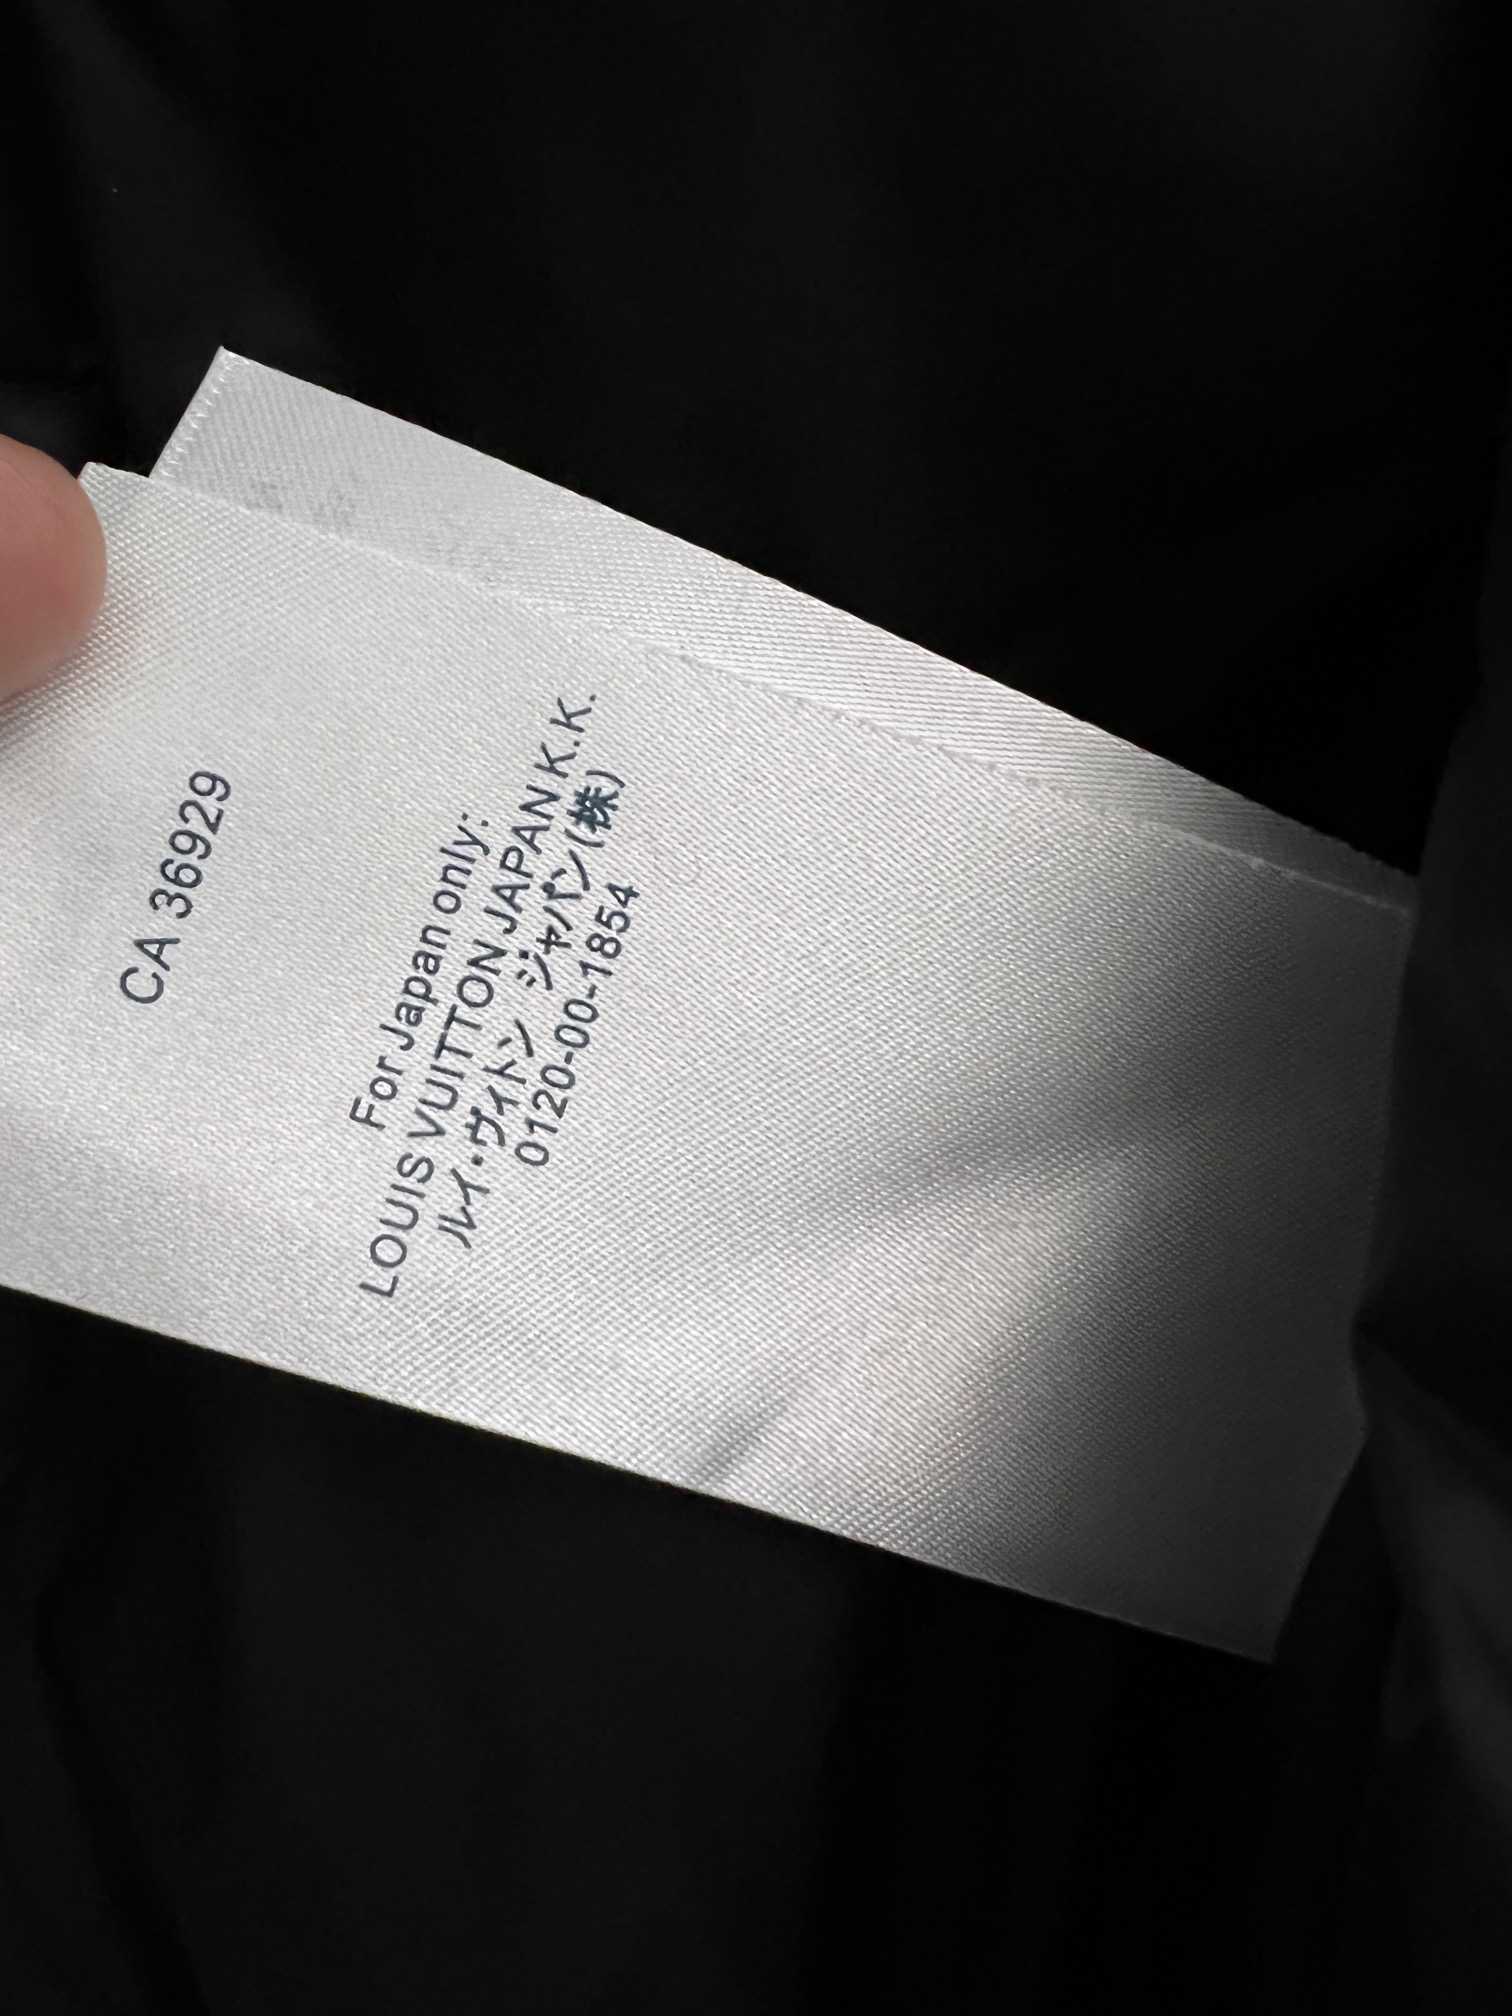 CA 36929
For Japan only:
LOUIS VUITTON JAPAN K.K.
ルイ・ヴィトン ジャパン(株)
0120-00-1854